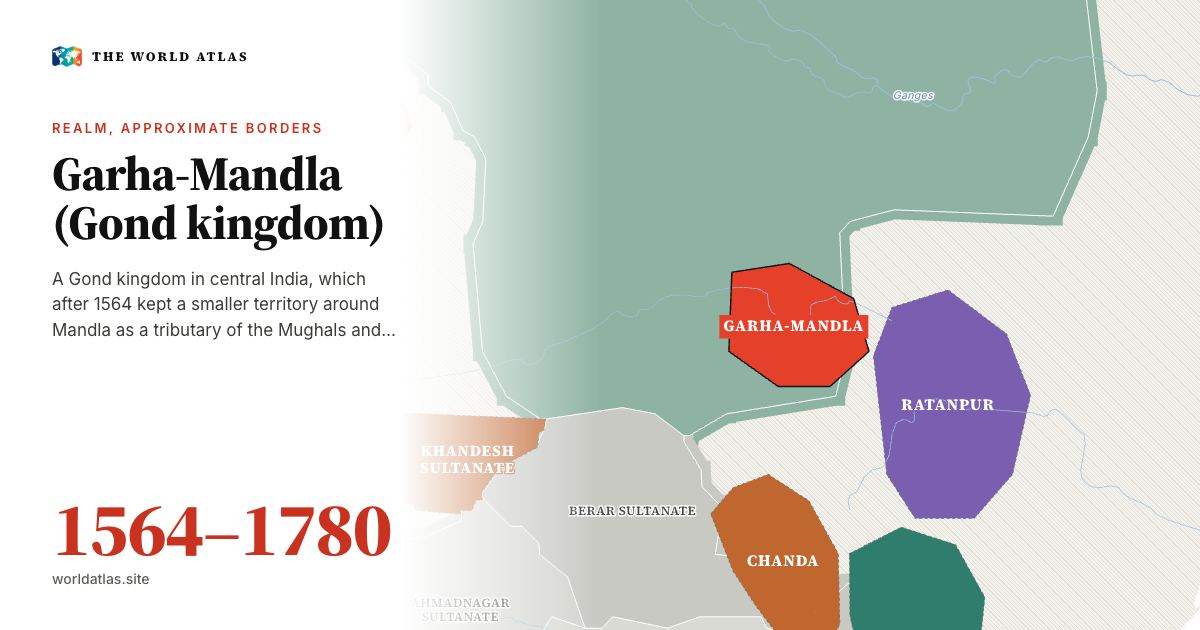 THE WORLD ATLAS
REALM, APPROXIMATE BORDERS
Garha-Mandla
(Gond kingdom)
A Gond kingdom in central India, which
after 1564 kept a smaller territory around
Mandla as a tributary of the Mughals and...
1564–1780
worldatlas.site
Ganges
GARHA-MANDLA
RATANPUR
KHANDESH
SULTANATE
BERAR SULTANATE
CHANDA
AHMADNAGAR
SULTANATE